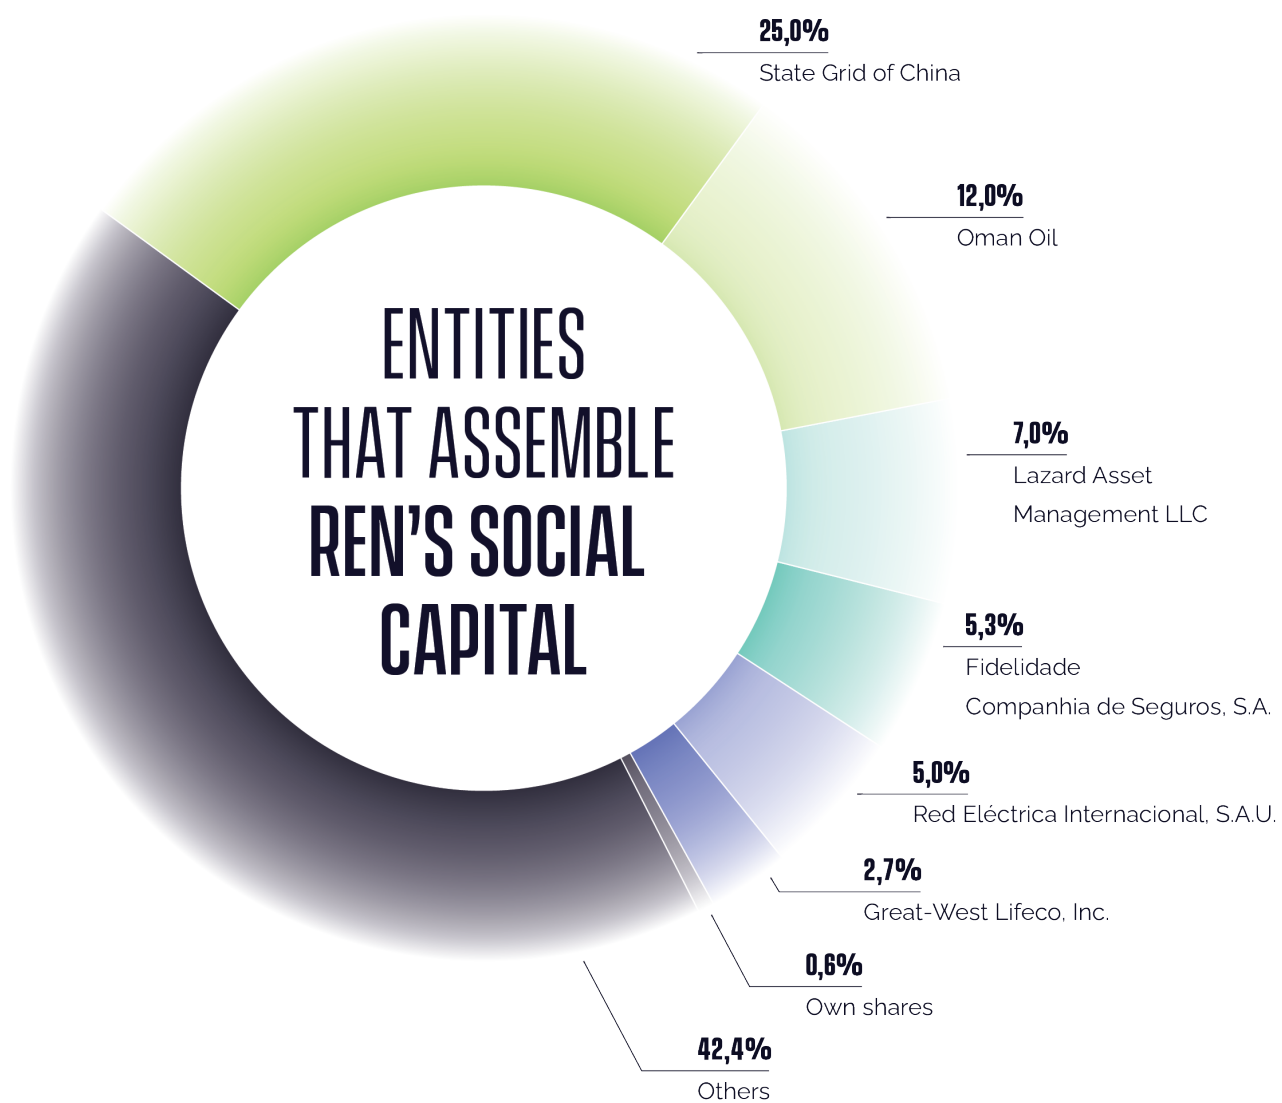 ENTITIES
THAT ASSEMBLE
REN'S SOCIAL
CAPITAL
25,0%
State Grid of China
12,0%
Oman Oil
7,0%
Lazard Asset
Management LLC
5,3%
Fidelidade
Companhia de Seguros, S.A.
5,0%
Red Eléctrica Internacional, S.A.U.
2,7%
Great-West Lifeco, Inc.
0,6%
Own shares
42,4%
Others